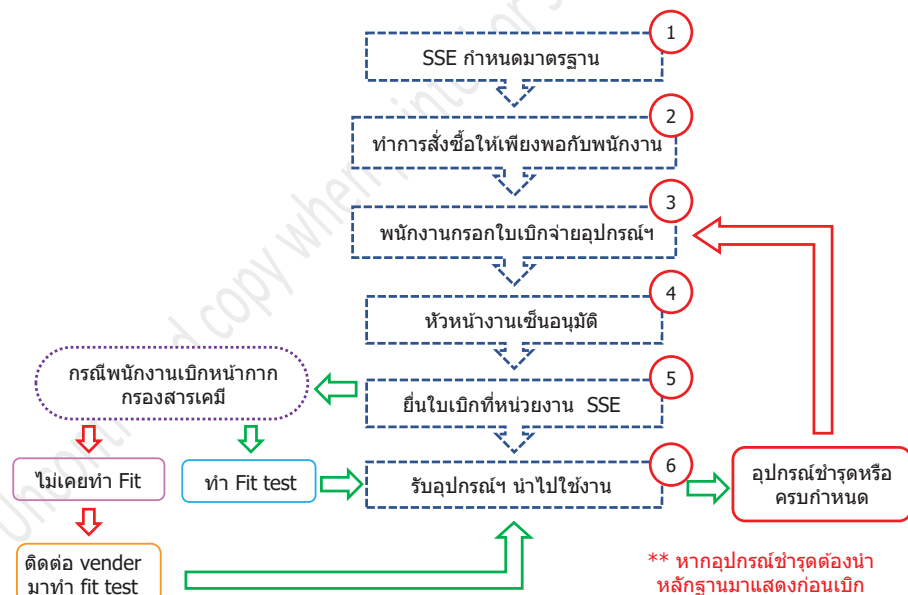 1
SSE กำหนดมาตรฐาน
2
ทำการสั่งซื้อให้เพียงพอกับพนักงาน
3
พนักงานกรอกใบเบิกจ่ายอุปกรณ์ฯ
4
หัวหน้างานเซ็นอนุมัติ
กรณีพนักงานเบิกหน้ากาก
กรองสารเคมี
5
ยื่นใบเบิกที่หน่วยงาน SSE
ไม่เคยทำ Fit
ทำ Fit test
6
รับอุปกรณ์ฯ นำไปใช้งาน
อุปกรณ์ชำรุดหรือ
ครบกำหนด
ติดต่อ vender
มาทำ fit test
** หากอุปกรณ์ชำรุดต้องนำ
หลักฐานมาแสดงก่อนเบิก
Uncontrolled copy when print